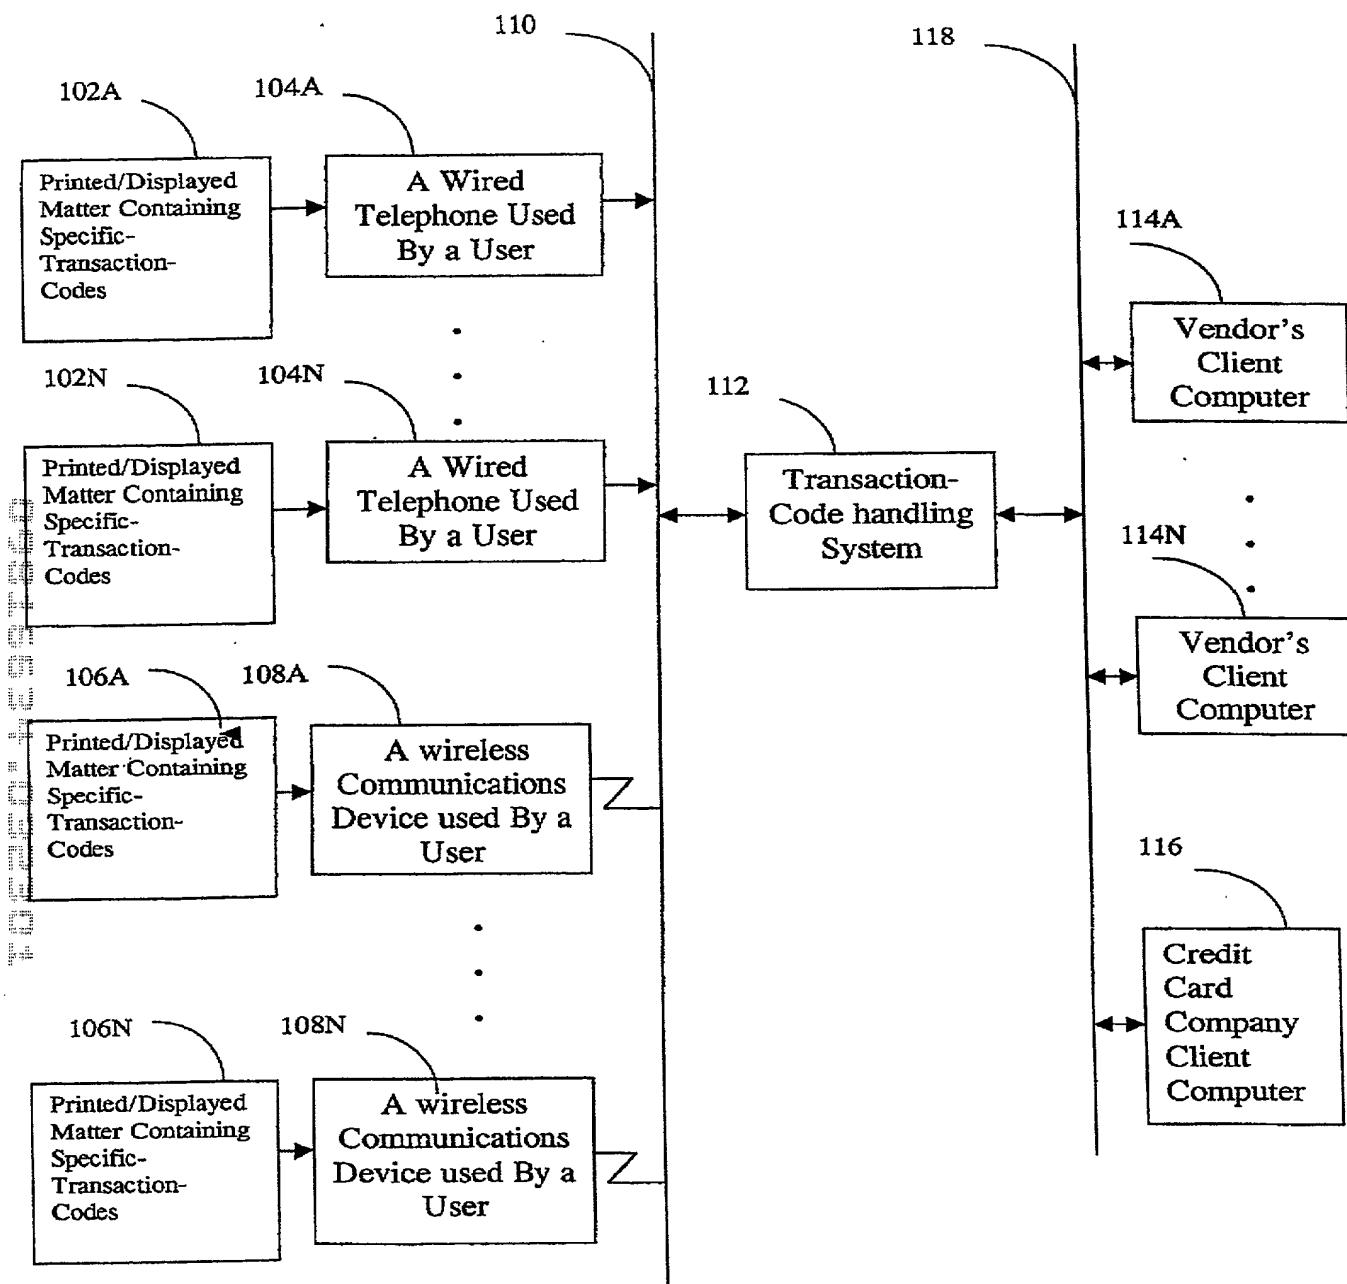 110
118
102A
104A
Printed/Displayed
Matter Containing
Specific-
Transaction-
Codes
A Wired
Telephone Used
By a User
114A
Vendor's
Client
Computer
102N
104N
112
Printed/Displayed
Matter Containing
Specific-
Transaction-
Codes
A Wired
Telephone Used
By a User
Transaction-
Code handling
System
114N
Vendor's
Client
Computer
106A
108A
Printed/Displayed
Matter Containing
Specific-
Transaction-
Codes
A wireless
Communications
Device used By a
User
116
Credit
Card
Company
Client
Computer
106N
108N
Printed/Displayed
Matter Containing
Specific-
Transaction-
Codes
A wireless
Communications
Device used By a
User